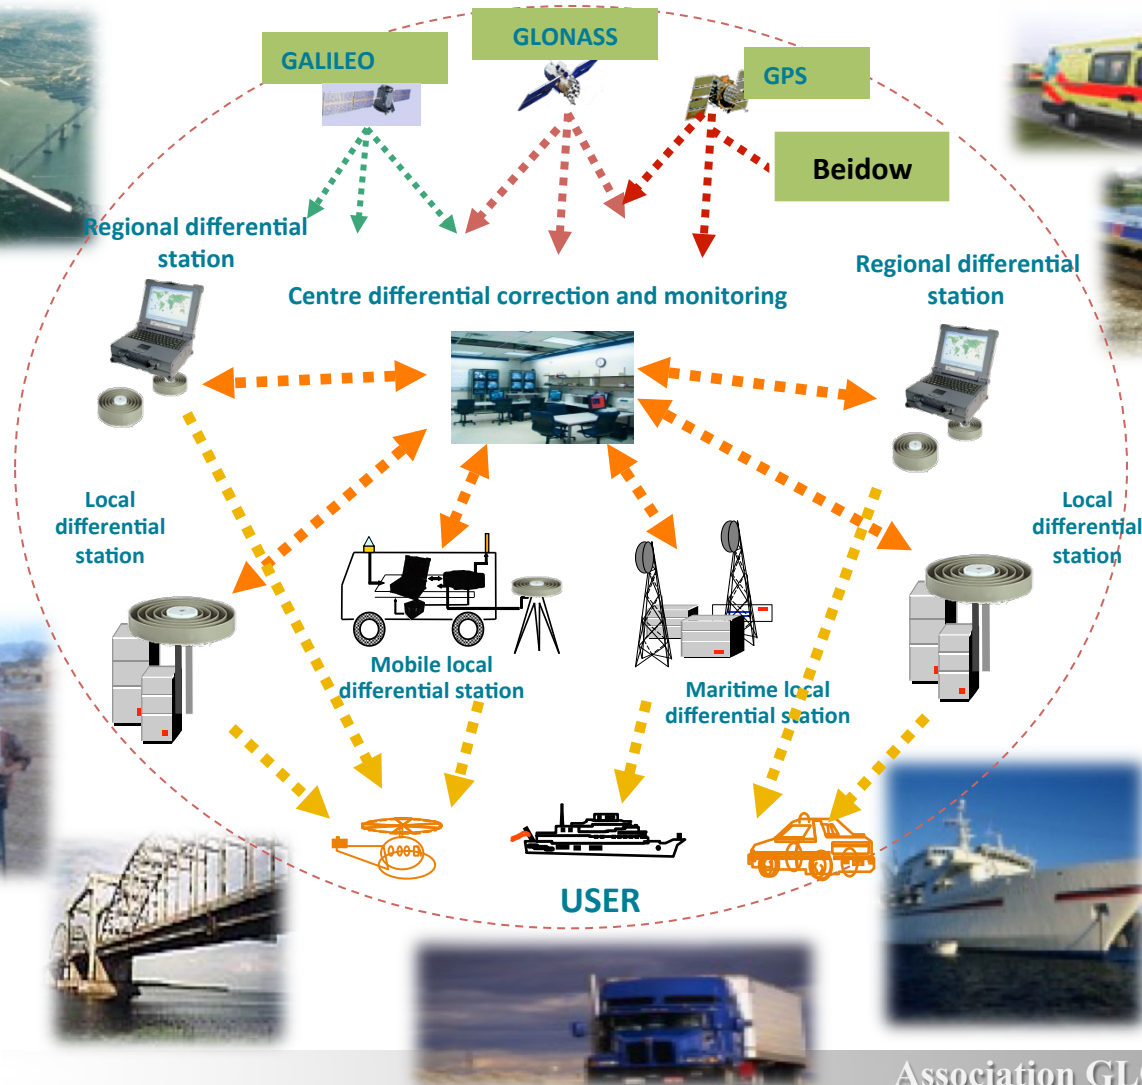 GLONASS
GALILEO
GPS
Beidow
Regional differential
station
Regional differential
station
Centre differential correction and monitoring
Local
differential
station
Local
differential
station
Mobile local
differential station
Maritime local
differential station
USER
Association